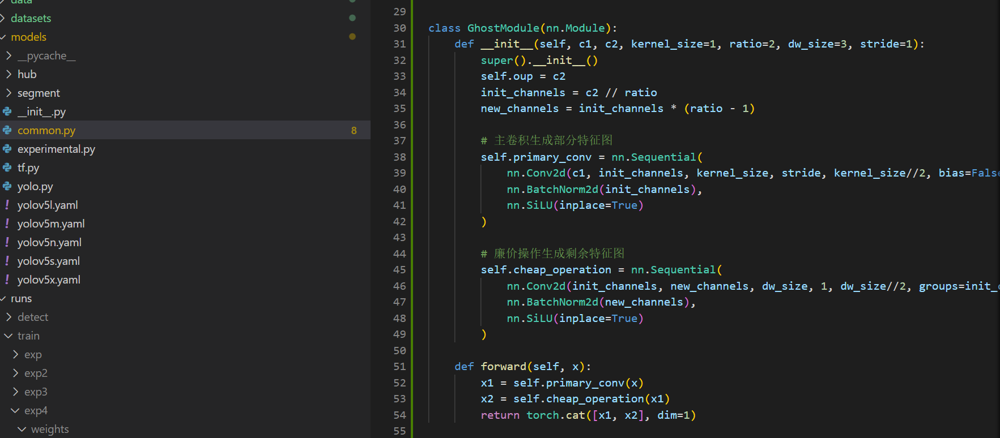 data
datasets
models
__pycache__
hub
segment
__init__.py
common.py 8
experimental.py
tf.py
yolo.py
! yolov5l.yaml
! yolov5m.yaml
! yolov5n.yaml
! yolov5s.yaml
! yolov5x.yaml
runs
detect
train
exp
exp2
exp3
exp4
weights
29
30 class GhostModule(nn.Module):
31 def __init__(self, c1, c2, kernel_size=1, ratio=2, dw_size=3, stride=1):
32 super().__init__()
33 self.oup = c2
34 init_channels = c2 // ratio
35 new_channels = init_channels * (ratio - 1)
36
37 # 主卷积生成部分特征图
38 self.primary_conv = nn.Sequential(
39 nn.Conv2d(c1, init_channels, kernel_size, stride, kernel_size//2, bias=False
40 nn.BatchNorm2d(init_channels),
41 nn.SiLU(inplace=True)
42 )
43
44 # 廉价操作生成剩余特征图
45 self.cheap_operation = nn.Sequential(
46 nn.Conv2d(init_channels, new_channels, dw_size, 1, dw_size//2, groups=init_
47 nn.BatchNorm2d(new_channels),
48 nn.SiLU(inplace=True)
49 )
50
51 def forward(self, x):
52 x1 = self.primary_conv(x)
53 x2 = self.cheap_operation(x1)
54 return torch.cat([x1, x2], dim=1)
55